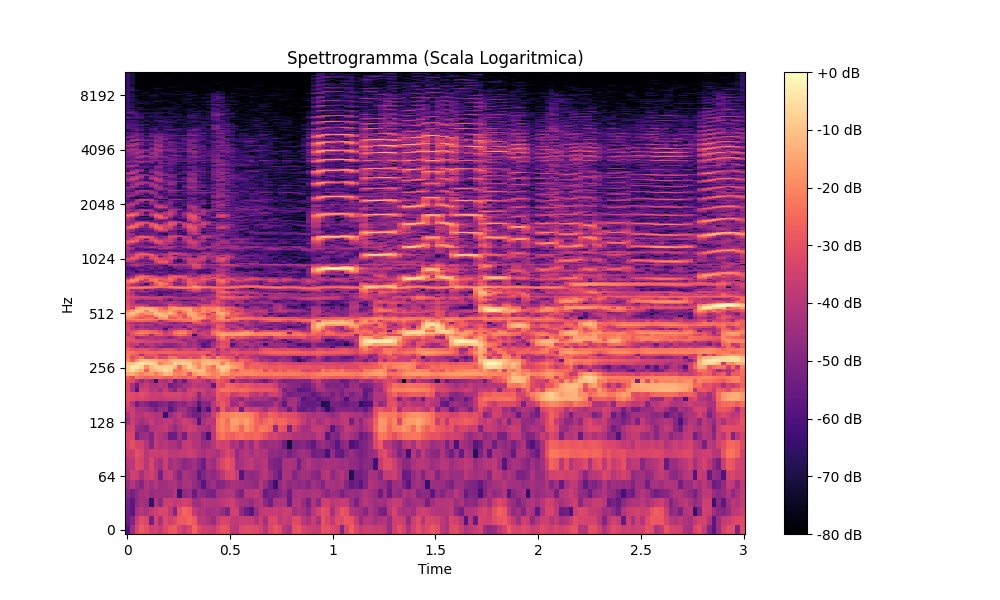 Spettrogramma (Scala Logaritmica)
Hz
8192
4096
2048
1024
512
256
128
64
0
0
0.5
1
1.5
2
2.5
3
Time
+0 dB
-10 dB
-20 dB
-30 dB
-40 dB
-50 dB
-60 dB
-70 dB
-80 dB